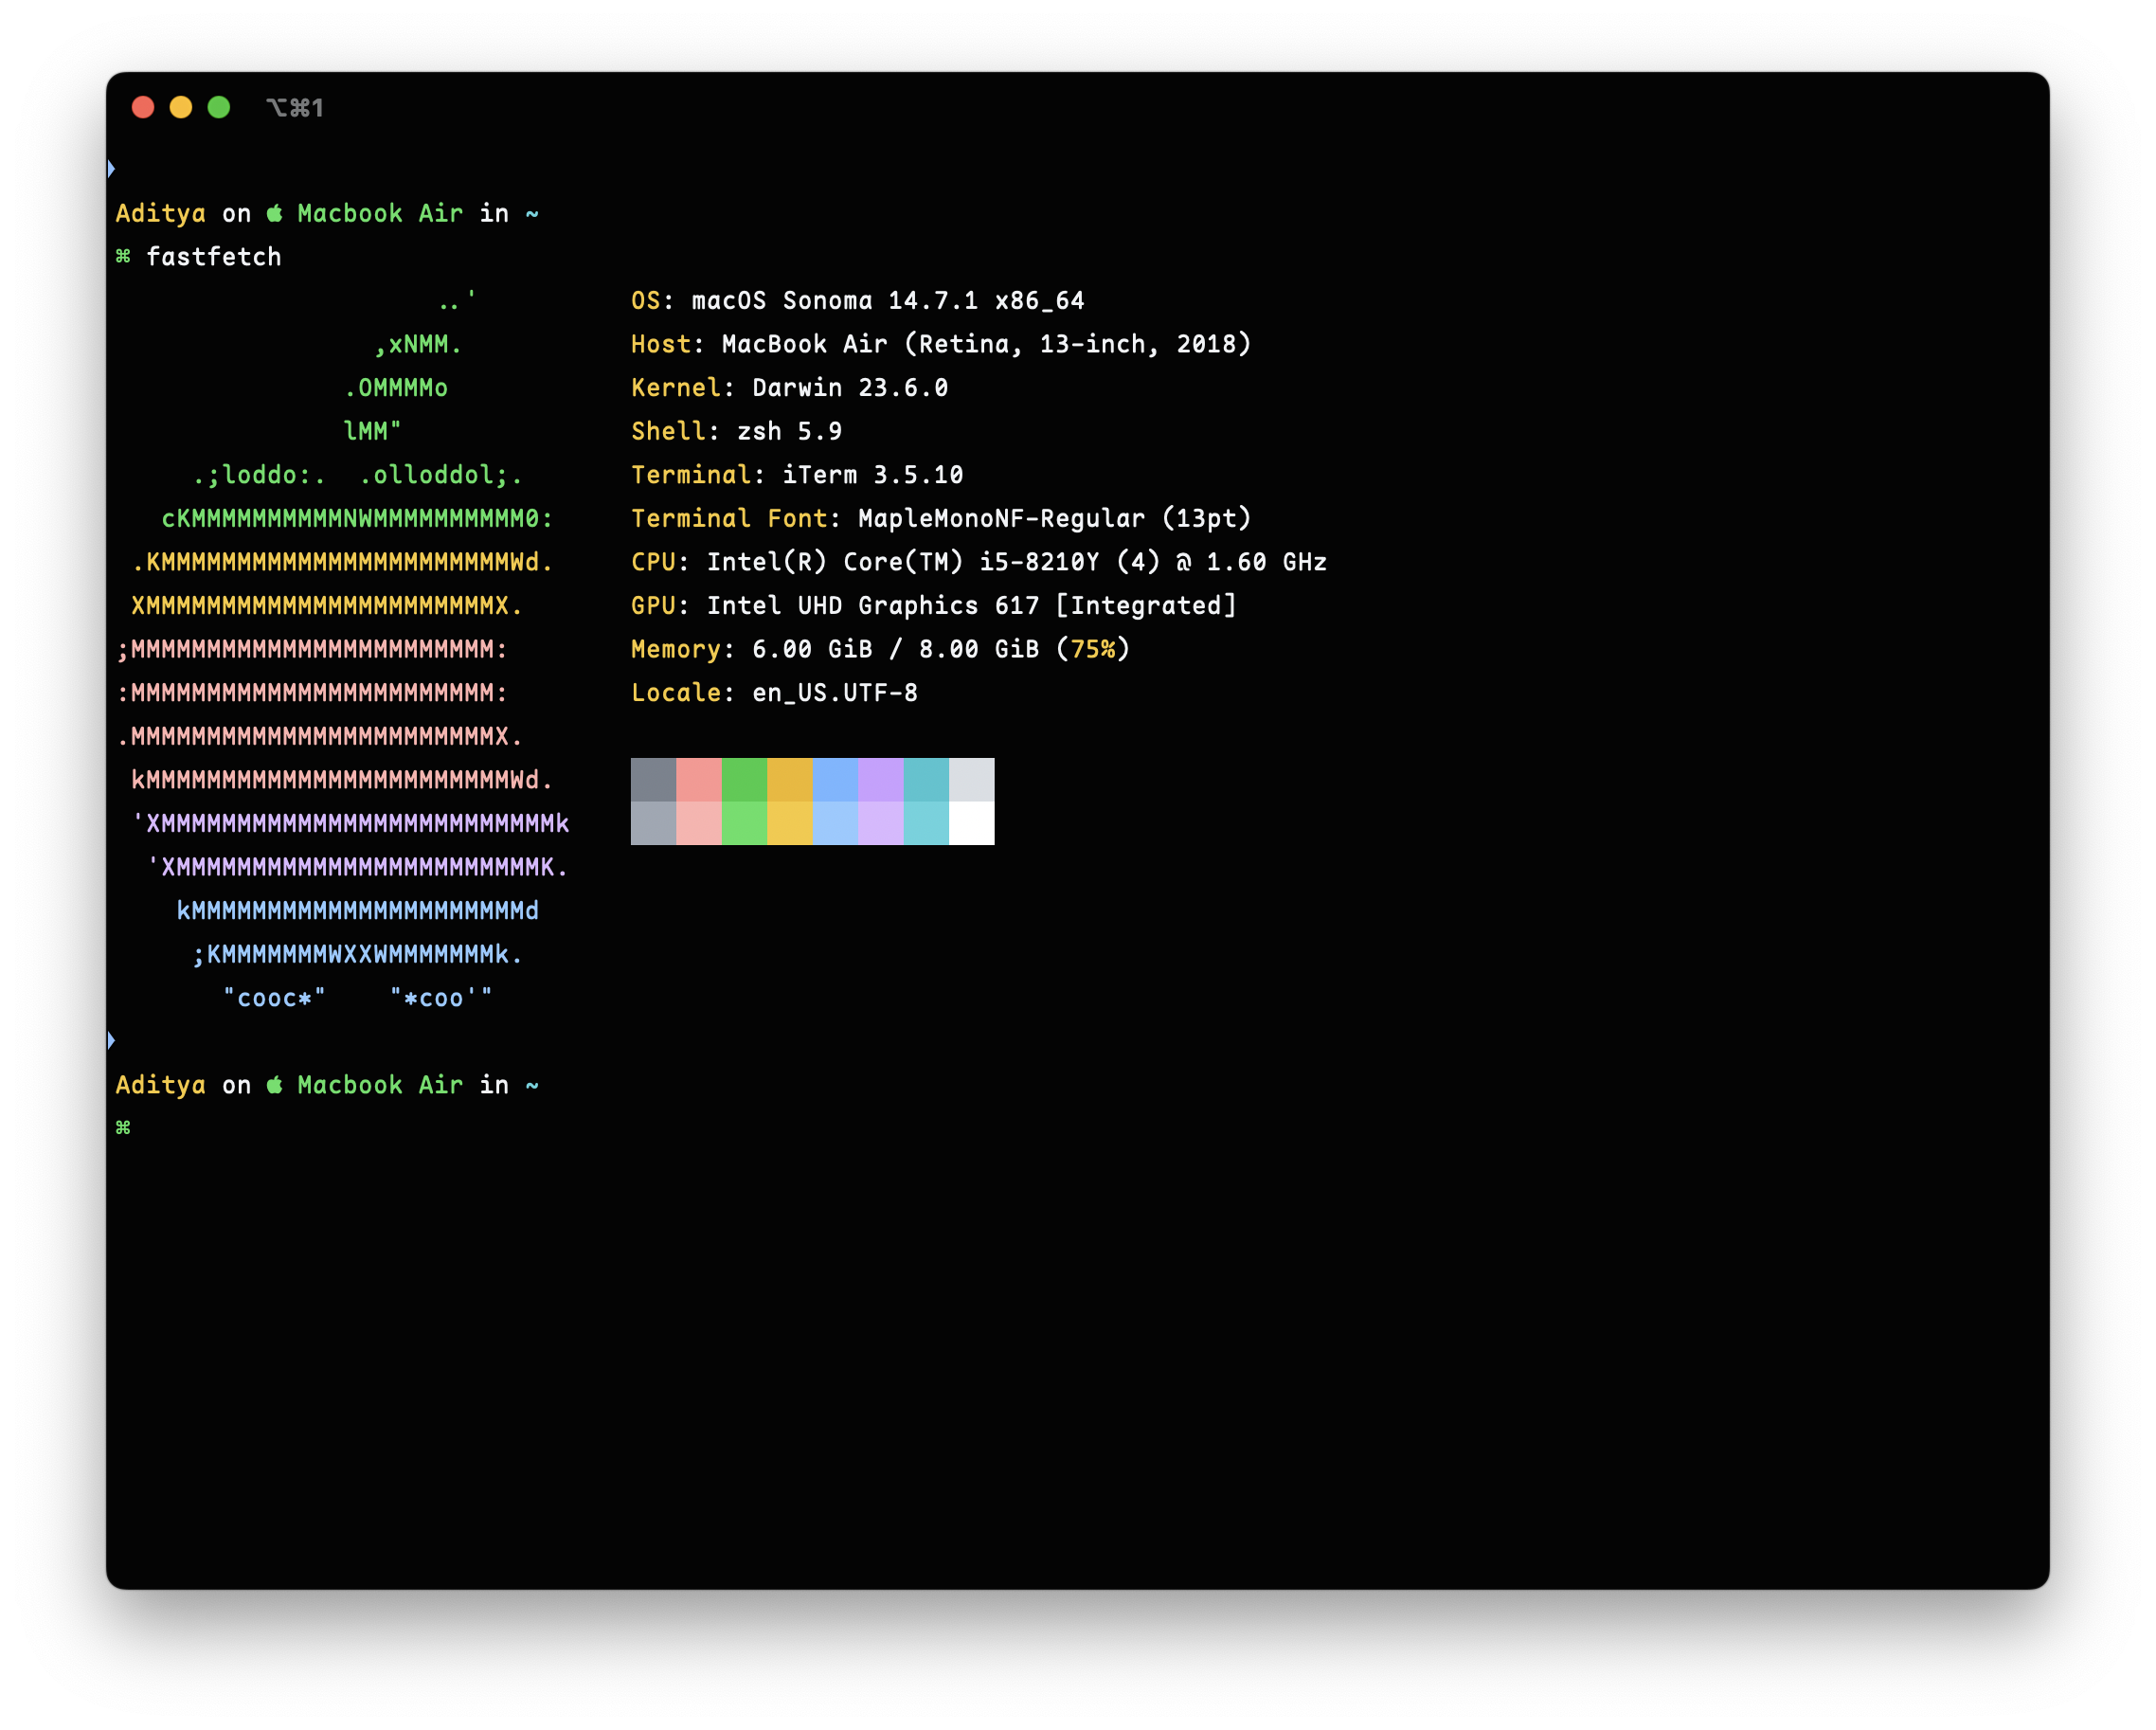 ⌥⌘1
Aditya on  Macbook Air in ~
⌘ fastfetch
..'
OS: macOS Sonoma 14.7.1 x86_64
,xNMM.
Host: MacBook Air (Retina, 13-inch, 2018)
.OMMMMo
Kernel: Darwin 23.6.0
lMM"
Shell: zsh 5.9
.;loddo:.  .olloddol;.
Terminal: iTerm 3.5.10
cKMMMMMMMMMMNWMMMMMMMMMM0:
Terminal Font: MapleMonoNF-Regular (13pt)
.KMMMMMMMMMMMMMMMMMMMMMMMWd.
CPU: Intel(R) Core(TM) i5-8210Y (4) @ 1.60 GHz
XMMMMMMMMMMMMMMMMMMMMMMMX.
GPU: Intel UHD Graphics 617 [Integrated]
;MMMMMMMMMMMMMMMMMMMMMMMM:
Memory: 6.00 GiB / 8.00 GiB (75%)
:MMMMMMMMMMMMMMMMMMMMMMMM:
Locale: en_US.UTF-8
.MMMMMMMMMMMMMMMMMMMMMMMMX.
kMMMMMMMMMMMMMMMMMMMMMMMMWd.
'XMMMMMMMMMMMMMMMMMMMMMMMMMMk
'XMMMMMMMMMMMMMMMMMMMMMMMMK.
kMMMMMMMMMMMMMMMMMMMMMMd
;KMMMMMMMWXXWMMMMMMMk.
"cooc*"    "*coo'"
Aditya on  Macbook Air in ~
⌘